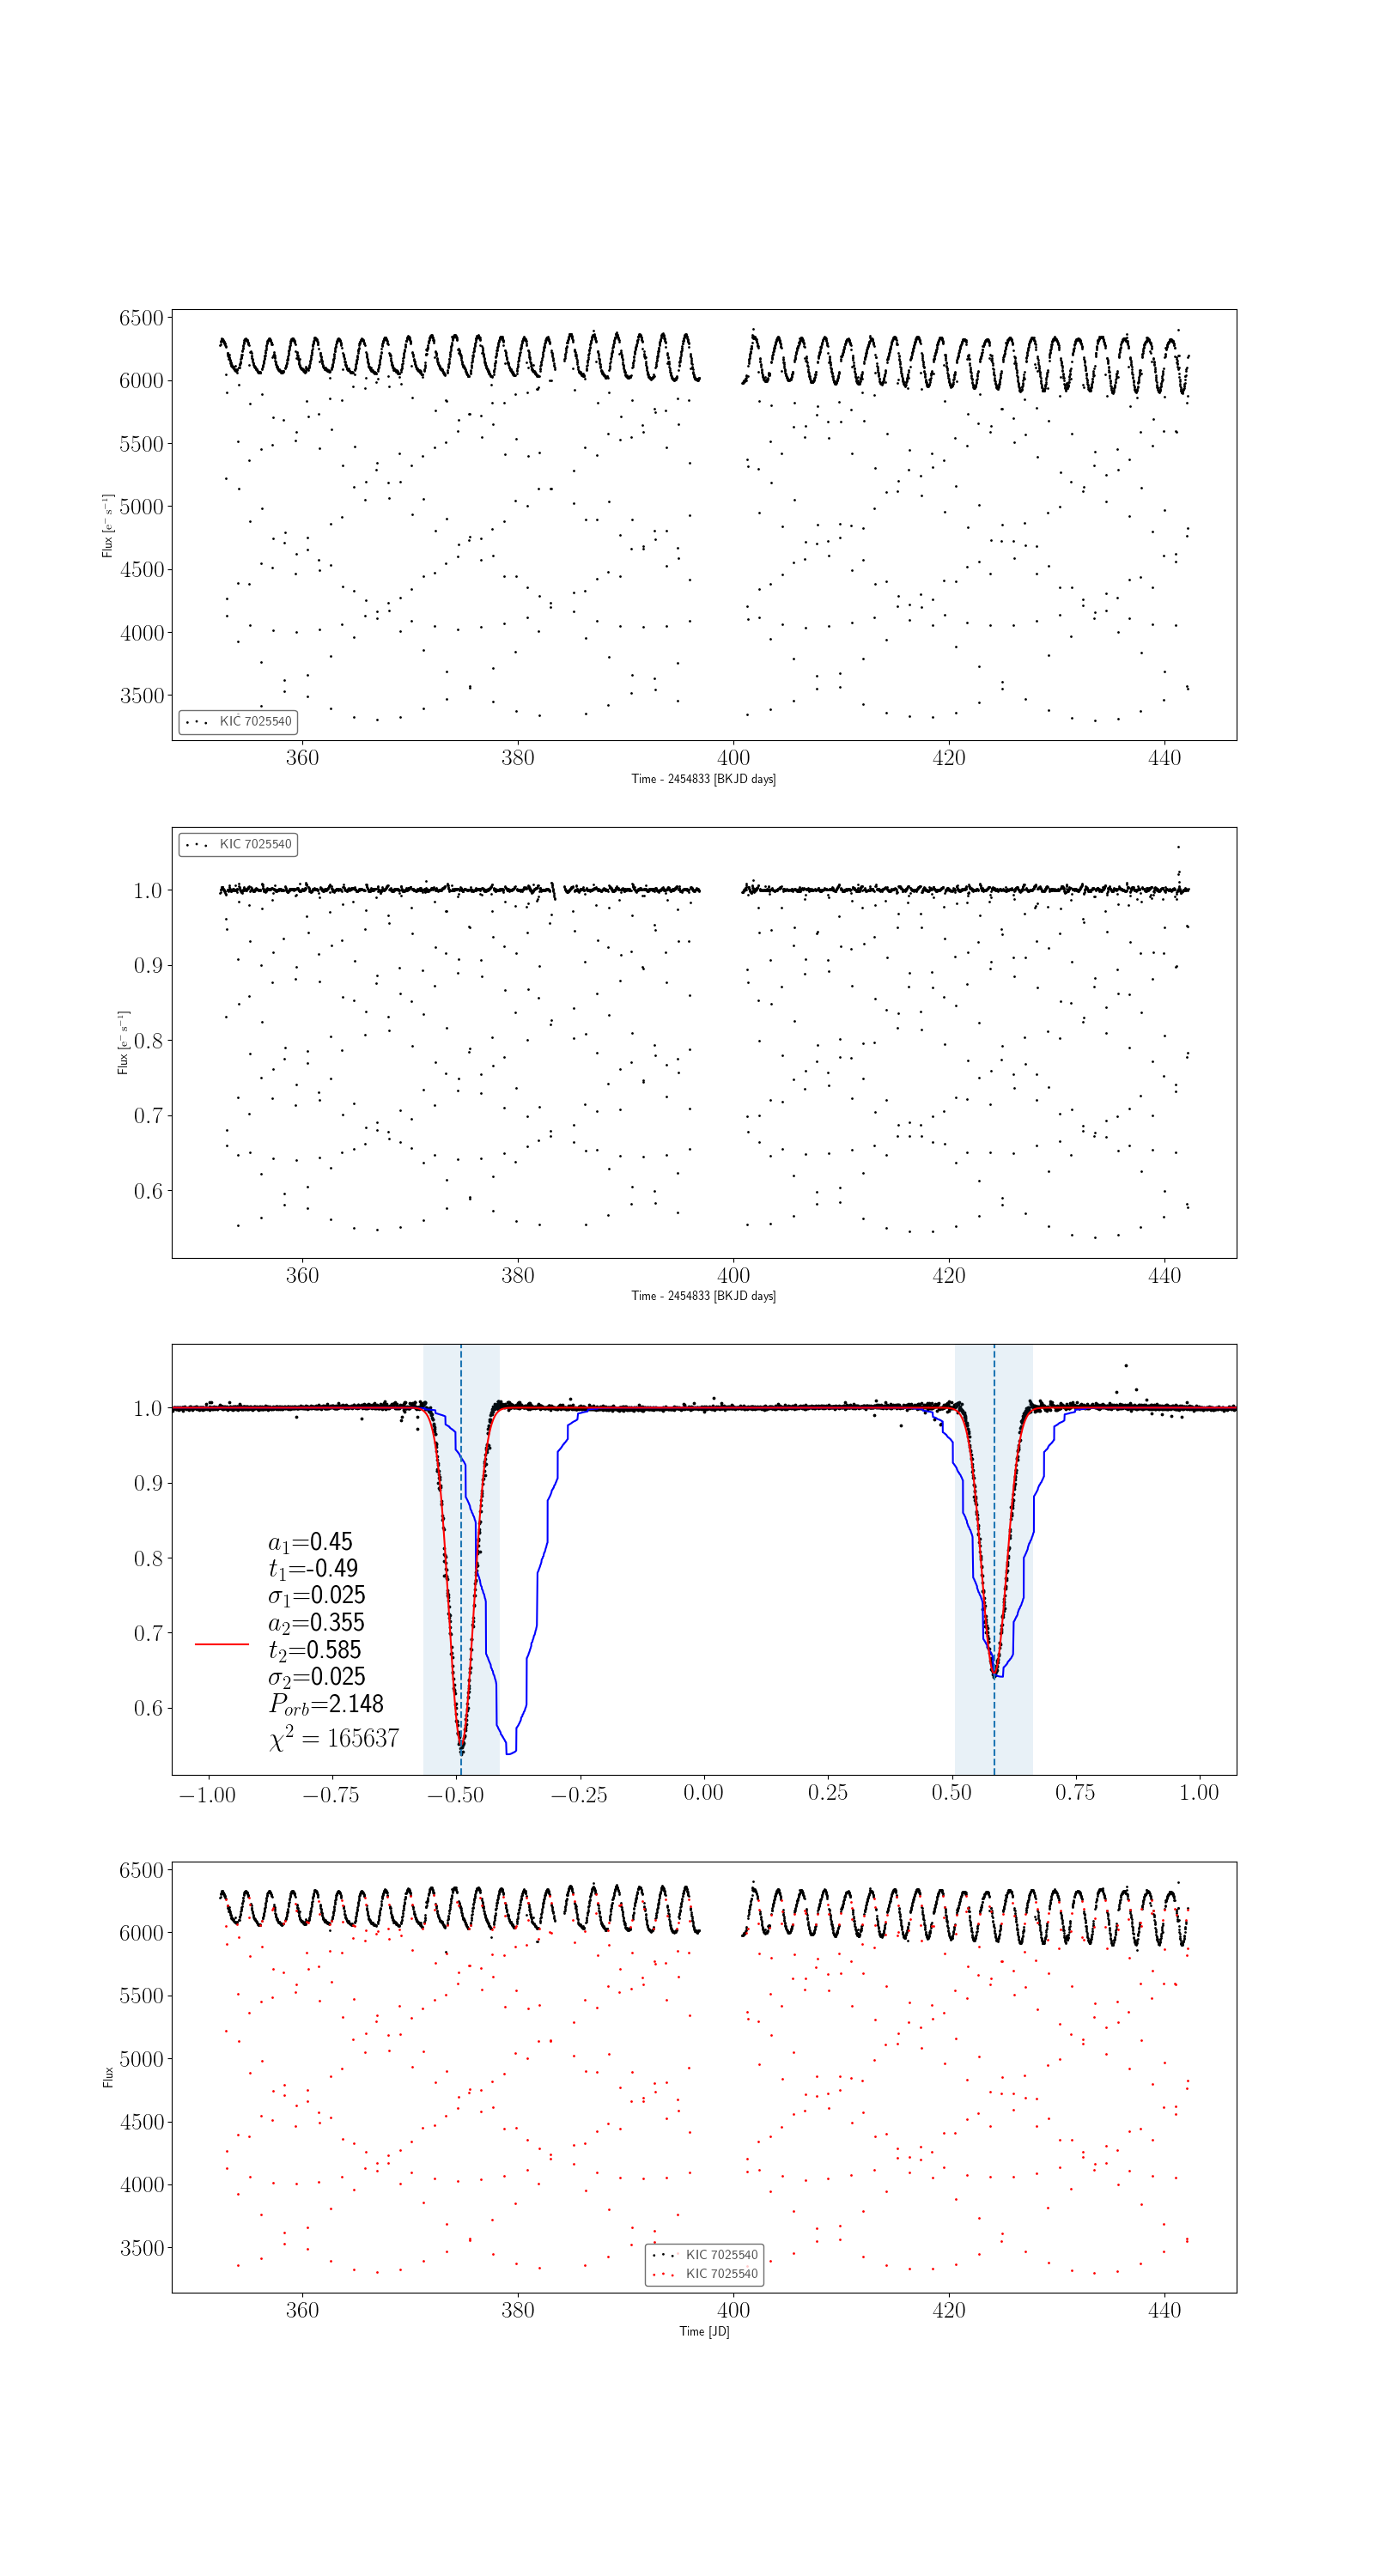 6500
6000
5500
5000
4500
4000
3500
Flux [e⁻ s⁻¹]
KIC 7025540
360 380 400 420 440
Time - 2454833 [BKJD days]
KIC 7025540
1.0
0.9
0.8
0.7
0.6
Flux [e⁻ s⁻¹]
360 380 400 420 440
Time - 2454833 [BKJD days]
1.0
0.9
0.8
0.7
0.6
a₁=0.45
t₁=-0.49
σ₁=0.025
a₂=0.355
t₂=0.585
σ₂=0.025
P_orb=2.148
χ² = 165637
−1.00 −0.75 −0.50 −0.25 0.00 0.25 0.50 0.75 1.00
6500
6000
5500
5000
4500
4000
3500
Flux
KIC 7025540
KIC 7025540
360 380 400 420 440
Time [JD]